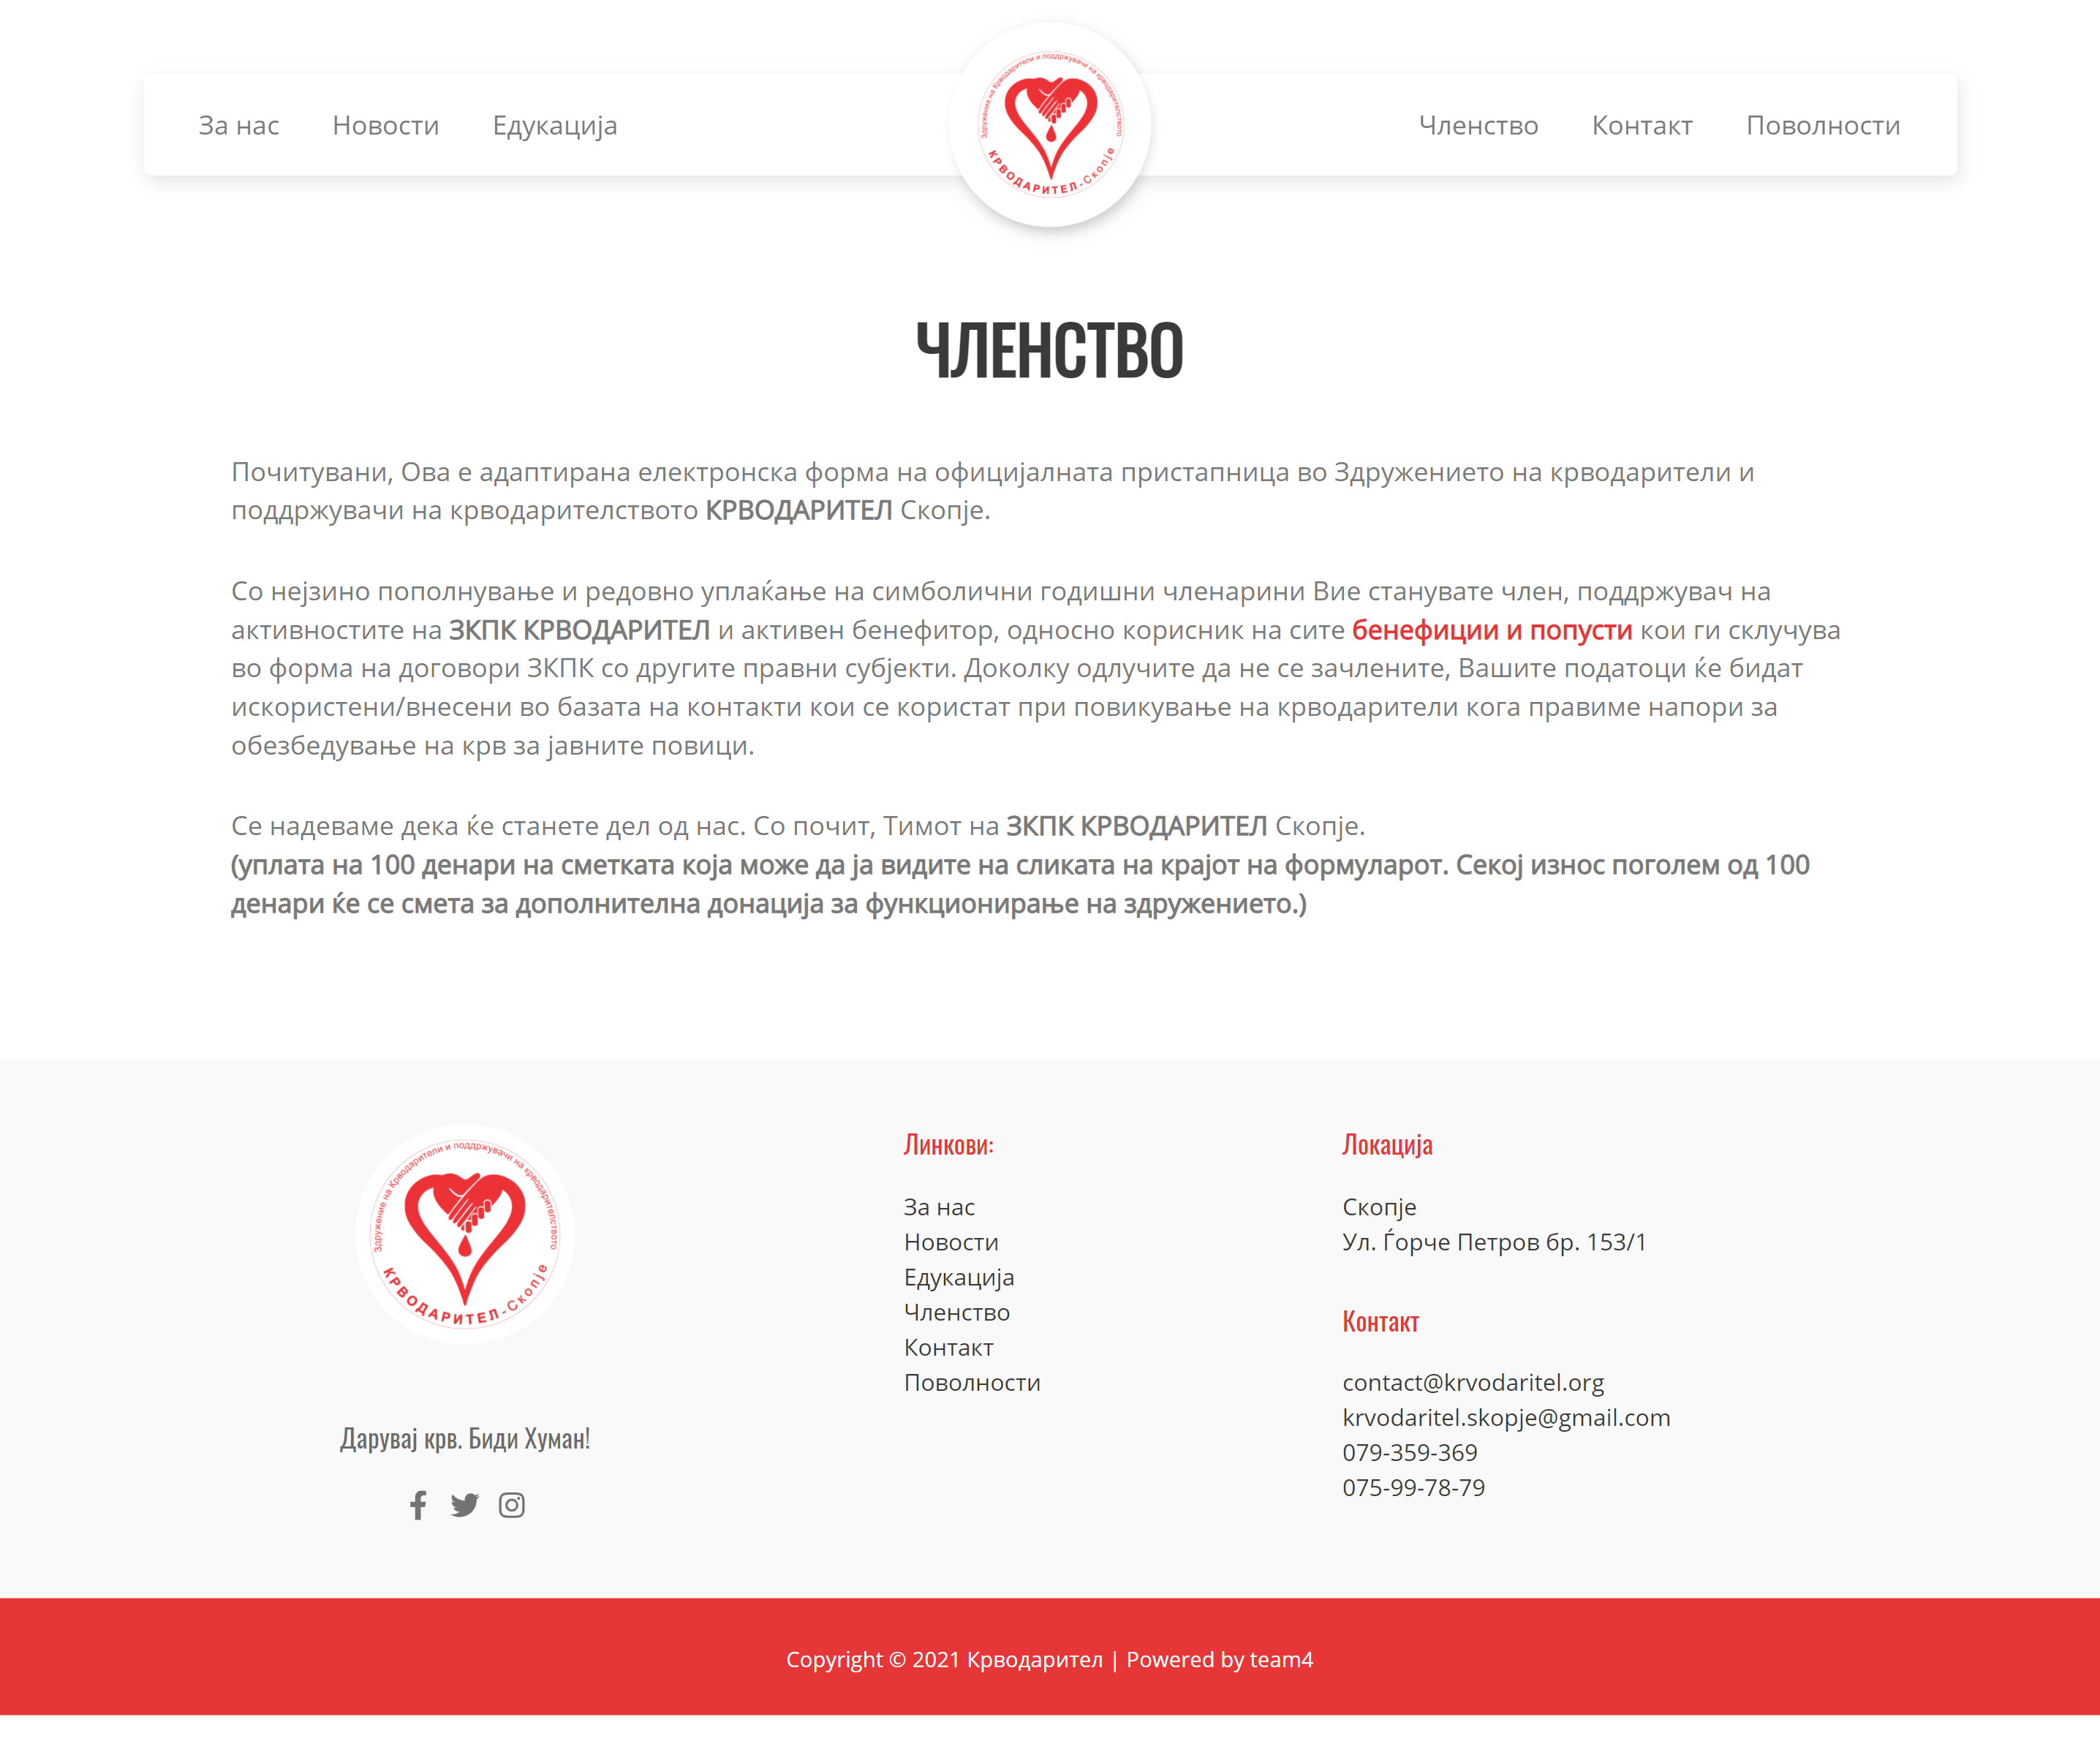 За нас
Новости
Едукација
Здружение на Крводарители и поддржувачи на крводарителството
КРВОДАРИТЕЛ-Скопје
Членство
Контакт
Поволности
ЧЛЕНСТВО
Почитувани, Ова е адаптирана електронска форма на официјалната пристапница во Здружението на крводарители и
поддржувачи на крводарителството КРВОДАРИТЕЛ Скопје.
Со нејзино пополнување и редовно уплаќање на симболични годишни членарини Вие станувате член, поддржувач на
активностите на ЗКПК КРВОДАРИТЕЛ и активен бенефитор, односно корисник на сите бенефиции и попусти кои ги склучува
во форма на договори ЗКПК со другите правни субјекти. Доколку одлучите да не се зачлените, Вашите податоци ќе бидат
искористени/внесени во базата на контакти кои се користат при повикување на крводарители кога правиме напори за
обезбедување на крв за јавните повици.
Се надеваме дека ќе станете дел од нас. Со почит, Тимот на ЗКПК КРВОДАРИТЕЛ Скопје.
(уплата на 100 денари на сметката која може да ја видите на сликата на крајот на формуларот. Секој износ поголем од 100
денари ќе се смета за дополнителна донација за функционирање на здружението.)
Здружение на Крводарители и поддржувачи на крводарителството
КРВОДАРИТЕЛ-Скопје
Дарувај крв. Биди Хуман!
Линкови:
За нас
Новости
Едукација
Членство
Контакт
Поволности
Локација
Скопје
Ул. Ѓорче Петров бр. 153/1
Контакт
contact@krvodaritel.org
krvodaritel.skopje@gmail.com
079-359-369
075-99-78-79
Copyright © 2021 Крводарител | Powered by team4